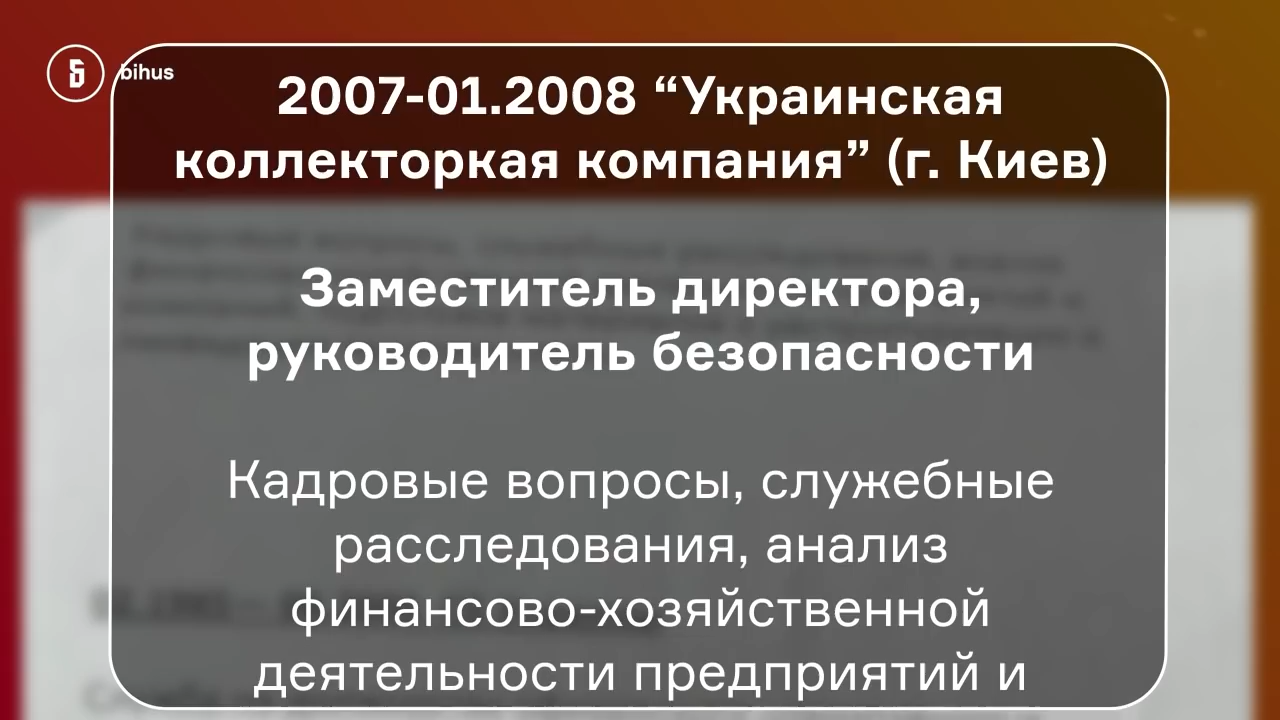 bihus
2007-01.2008 “Украинская
коллекторкая компания” (г. Киев)
Заместитель директора,
руководитель безопасности
Кадровые вопросы, служебные
расследования, анализ
финансово-хозяйственной
деятельности предприятий и